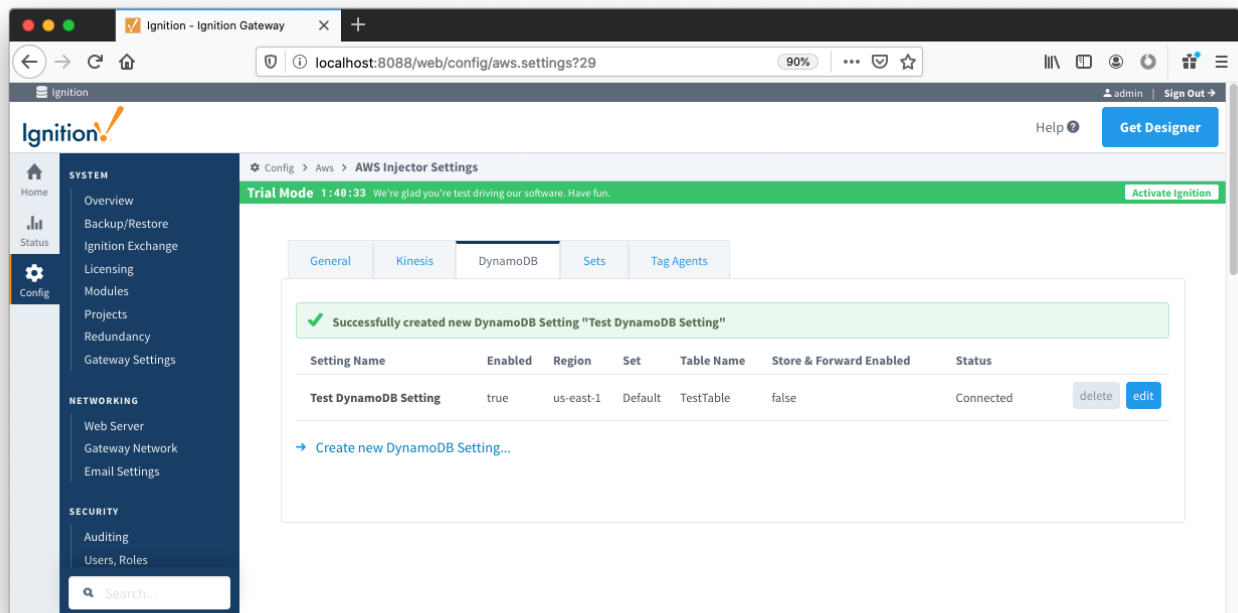 Ignition - Ignition Gateway
localhost:8088/web/config/aws.settings?29
90%
Ignition
admin | Sign Out
Ignition!
Help
Get Designer
Home
Status
Config
SYSTEM
Overview
Backup/Restore
Ignition Exchange
Licensing
Modules
Projects
Redundancy
Gateway Settings
NETWORKING
Web Server
Gateway Network
Email Settings
SECURITY
Auditing
Users, Roles
Search...
Config > Aws > AWS Injector Settings
Trial Mode 1:40:33 We're glad you're test driving our software. Have fun.
Activate Ignition
General Kinesis DynamoDB Sets Tag Agents
Successfully created new DynamoDB Setting "Test DynamoDB Setting"
Setting Name Enabled Region Set Table Name Store & Forward Enabled Status
Test DynamoDB Setting true us-east-1 Default TestTable false Connected delete edit
Create new DynamoDB Setting...